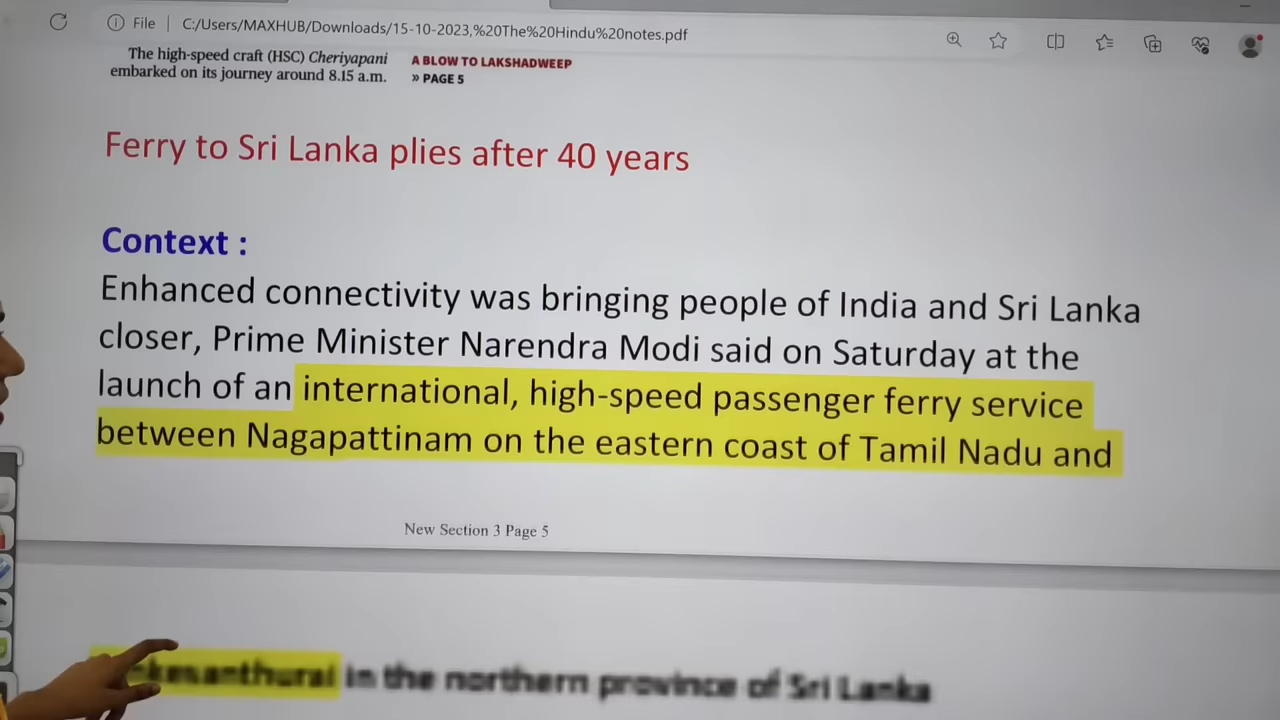 File
C:/Users/MAXHUB/Downloads/15-10-2023,%20The%20Hindu%20notes.pdf
The high-speed craft (HSC) Cheriyapani
embarked on its journey around 8.15 a.m.
A BLOW TO LAKSHADWEEP
» PAGE 5
Ferry to Sri Lanka plies after 40 years
Context :
Enhanced connectivity was bringing people of India and Sri Lanka
closer, Prime Minister Narendra Modi said on Saturday at the
launch of an international, high-speed passenger ferry service
between Nagapattinam on the eastern coast of Tamil Nadu and
New Section 3 Page 5
in the northern province of Sri Lanka